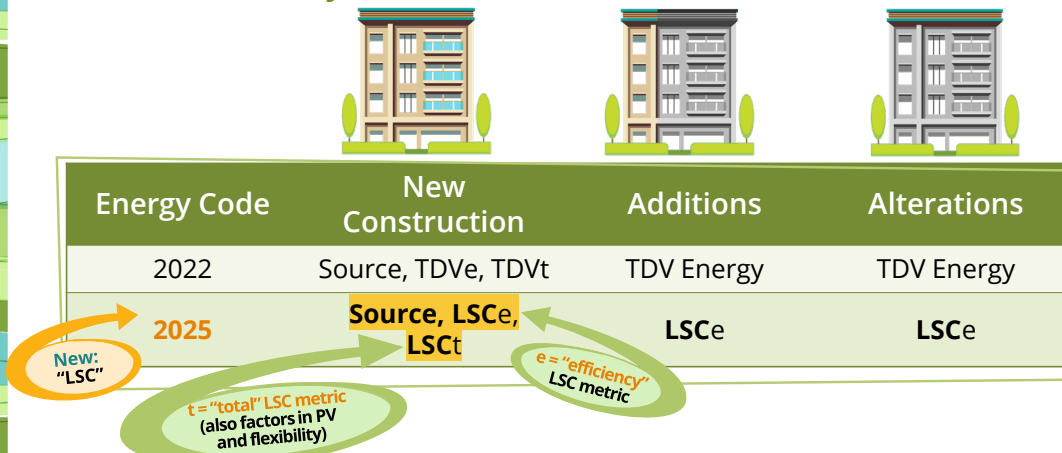 Energy Code
New
Construction
Additions
Alterations
2022
Source, TDVe, TDVt
TDV Energy
TDV Energy
2025
Source, LSCe,
LSCt
LSCe
LSCe
New:
“LSC”
t = “total” LSC metric
(also factors in PV
and flexibility)
e = “efficiency”
LSC metric